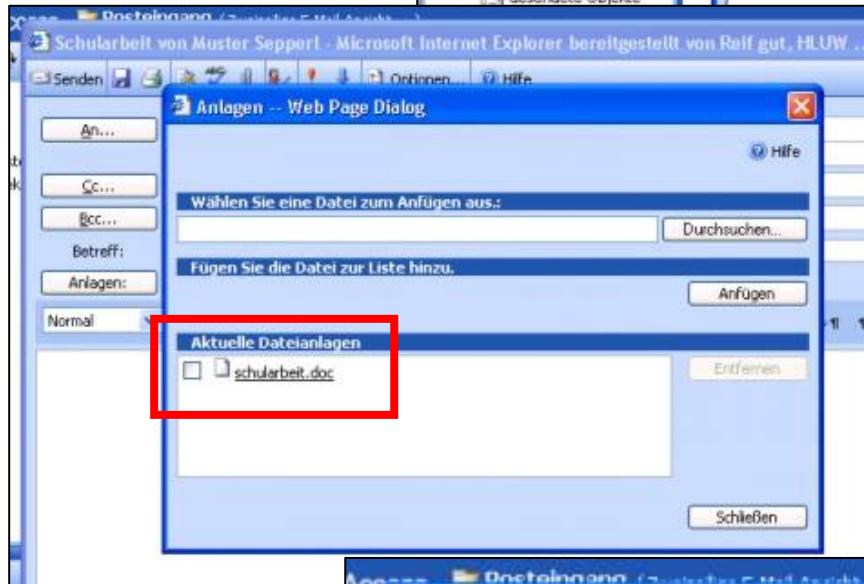 Gesendete Objekte
Posteingang
Schularbeit von Muster Sepperl - Microsoft Internet Explorer bereitgestellt von Reif gut, HLUW ...
Senden Optionen... Hilfe
Anlagen -- Web Page Dialog
An...
Hilfe
Cc...
Wählen Sie eine Datei zum Anfügen aus.:
Bcc...
Durchsuchen...
Betreff:
Fügen Sie die Datei zur Liste hinzu.
Anlagen:
Anfügen
Normal
Aktuelle Dateianlagen
schularbeit.doc
Entfernen
Schließen
Posteingang